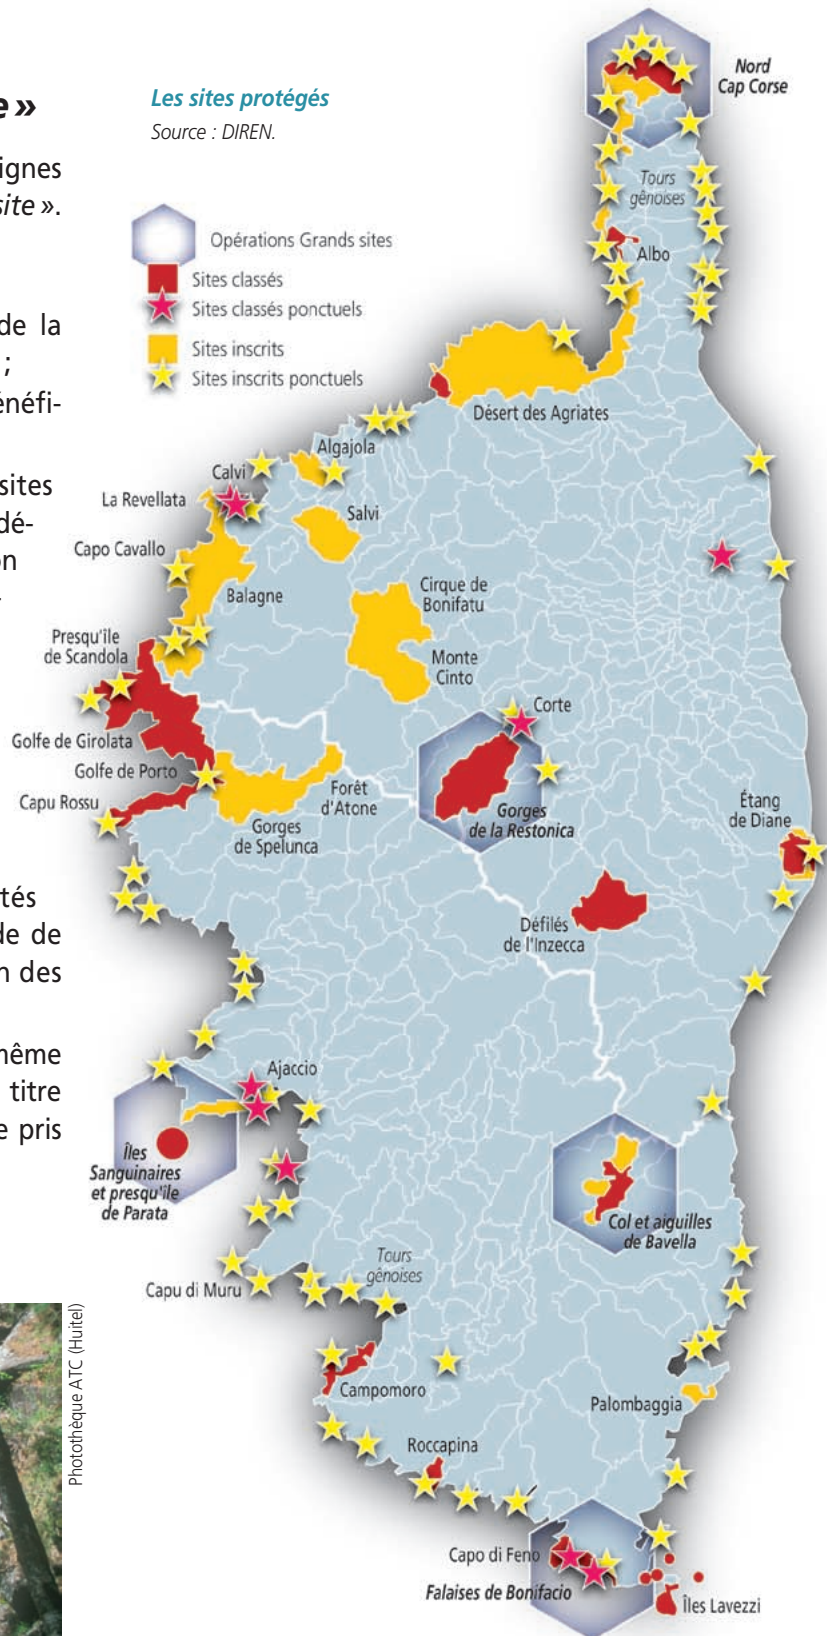 e »
ignes
site ».
de la
;
énéfi-
sites
dé-
on
tés
de de
n des
nême
titre
e pris
Photothèque ATC (Huitel)
Les sites protégés
Source : DIREN.
Opérations Grands sites
Sites classés
Sites classés ponctuels
Sites inscrits
Sites inscrits ponctuels
Nord
Cap Corse
Tours
génoises
Albo
Désert des Agriates
Algajola
Calvi
La Revellata
Salvi
Capo Cavallo
Balagne
Cirque de
Bonifatu
Monte
Cinto
Presqu'île
de Scandola
Corte
Golfe de Girolata
Golfe de Porto
Capu Rossu
Forêt
d'Atone
Gorges
de Spelunca
Gorges
de la Restonica
Étang
de Diane
Défilés
de l'Inzecca
Ajaccio
Îles
Sanguinaires
et presqu'île
de Parata
Col et aiguilles
de Bavella
Tours
génoises
Capu di Muru
Campomoro
Palombaggia
Roccapina
Capo di Feno
Falaises de Bonifacio
Îles Lavezzi